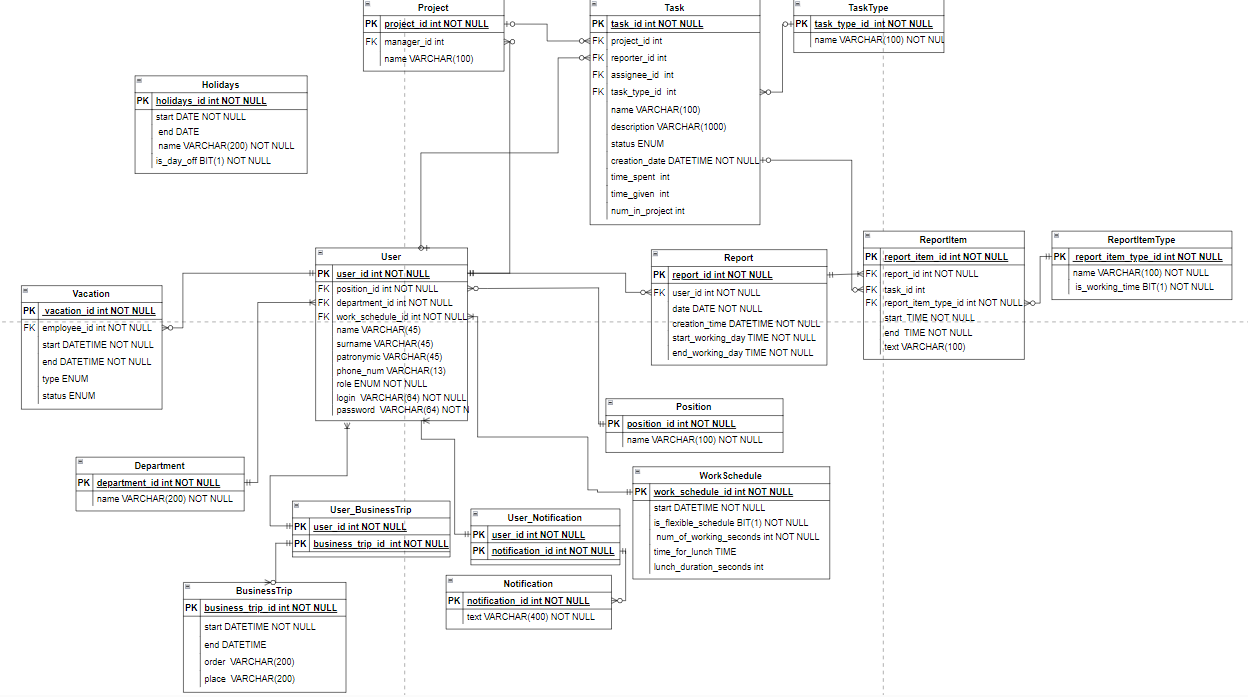 Project
PK project_id int NOT NULL
FK manager_id int
name VARCHAR(100)
Task
PK task_id int NOT NULL
FK project_id int
FK reporter_id int
FK assignee_id int
FK task_type_id int
name VARCHAR(100)
description VARCHAR(1000)
status ENUM
creation_date DATETIME NOT NULL
time_spent int
time_given int
num_in_project int
TaskType
PK task_type_id int NOT NULL
name VARCHAR(100) NOT NUL
Holidays
PK holidays_id int NOT NULL
start DATE NOT NULL
end DATE
name VARCHAR(200) NOT NULL
is_day_off BIT(1) NOT NULL
User
PK user_id int NOT NULL
FK position_id int NOT NULL
FK department_id int NOT NULL
FK work_schedule_id int NOT NULL
name VARCHAR(45)
surname VARCHAR(45)
patronymic VARCHAR(45)
phone_num VARCHAR(13)
role ENUM NOT NULL
login VARCHAR(64) NOT NULL
password VARCHAR(64) NOT N
Report
PK report_id int NOT NULL
FK user_id int NOT NULL
date DATE NOT NULL
creation_time DATETIME NOT NULL
start_working_day TIME NOT NULL
end_working_day TIME NOT NULL
ReportItem
PK report_item_id int NOT NULL
FK report_id int NOT NULL
FK task_id int
FK report_item_type_id int NOT NULL
start TIME NOT NULL
end TIME NOT NULL
text VARCHAR(100)
ReportItemType
PK report_item_type_id int NOT NULL
name VARCHAR(100) NOT NULL
is_working_time BIT(1) NOT NULL
Vacation
PK vacation_id int NOT NULL
FK employee_id int NOT NULL
start DATETIME NOT NULL
end DATETIME NOT NULL
type ENUM
status ENUM
Position
PK position_id int NOT NULL
name VARCHAR(100) NOT NULL
Department
PK department_id int NOT NULL
name VARCHAR(200) NOT NULL
WorkSchedule
PK work_schedule_id int NOT NULL
start DATETIME NOT NULL
is_flexible_schedule BIT(1) NOT NULL
num_of_working_seconds int NOT NULL
time_for_lunch TIME
lunch_duration_seconds int
User_BusinessTrip
PK user_id int NOT NULL
PK business_trip_id int NOT NULL
User_Notification
PK user_id int NOT NULL
PK notification_id int NOT NULL
Notification
PK notification_id int NOT NULL
text VARCHAR(400) NOT NULL
BusinessTrip
PK business_trip_id int NOT NULL
start DATETIME NOT NULL
end DATETIME
order VARCHAR(200)
place VARCHAR(200)